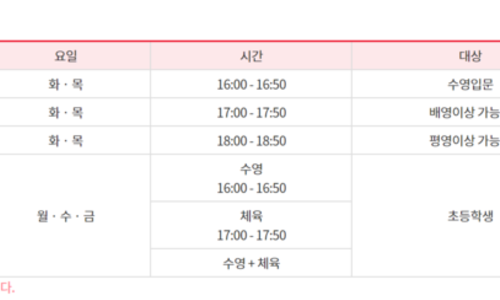 요일 시간 대상
화 · 목 16:00 - 16:50 수영입문
화 · 목 17:00 - 17:50 배영이상 가능
화 · 목 18:00 - 18:50 평영이상 가능
수영
16:00 - 16:50
월 · 수 · 금 체육 초등학생
17:00 - 17:50
수영 + 체육
다.